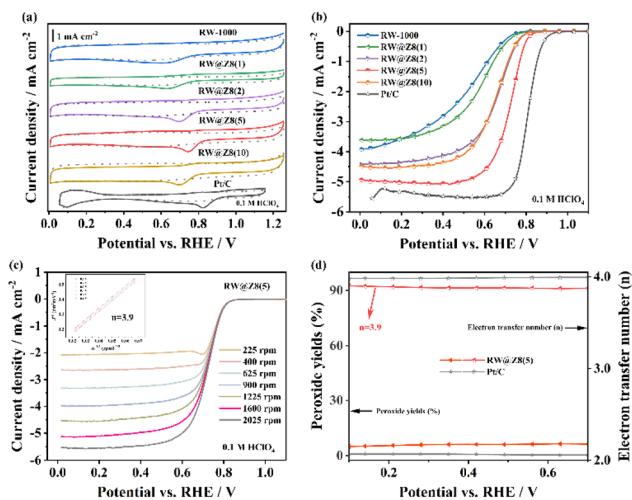 (a)
1 mA cm⁻²
RW-1000
RW@Z8(1)
RW@Z8(2)
RW@Z8(5)
RW@Z8(10)
Pt/C
0.1 M HClO₄
Current density / mA cm⁻²
0.0 0.2 0.4 0.6 0.8 1.0 1.2
Potential vs. RHE / V
(b)
0
-1
-2
-3
-4
-5
-6
RW-1000
RW@Z8(1)
RW@Z8(2)
RW@Z8(5)
RW@Z8(10)
Pt/C
0.1 M HClO₄
Current density / mA cm⁻²
0.0 0.2 0.4 0.6 0.8 1.0
Potential vs. RHE / V
(c)
1
0
-1
-2
-3
-4
-5
-6
RW@Z8(5)
n=3.9
225 rpm
400 rpm
625 rpm
900 rpm
1225 rpm
1600 rpm
2025 rpm
0.1 M HClO₄
Current density / mA cm⁻²
0.0 0.2 0.4 0.6 0.8 1.0
Potential vs. RHE / V
(d)
90
60
30
0
4.0
3.0
2.0
n=3.9
Electron transfer number (n)
RW@Z8(5)
Pt/C
Peroxide yields (%)
Peroxide yields (%)
Electron transfer number (n)
0.2 0.4 0.6
Potential vs. RHE / V